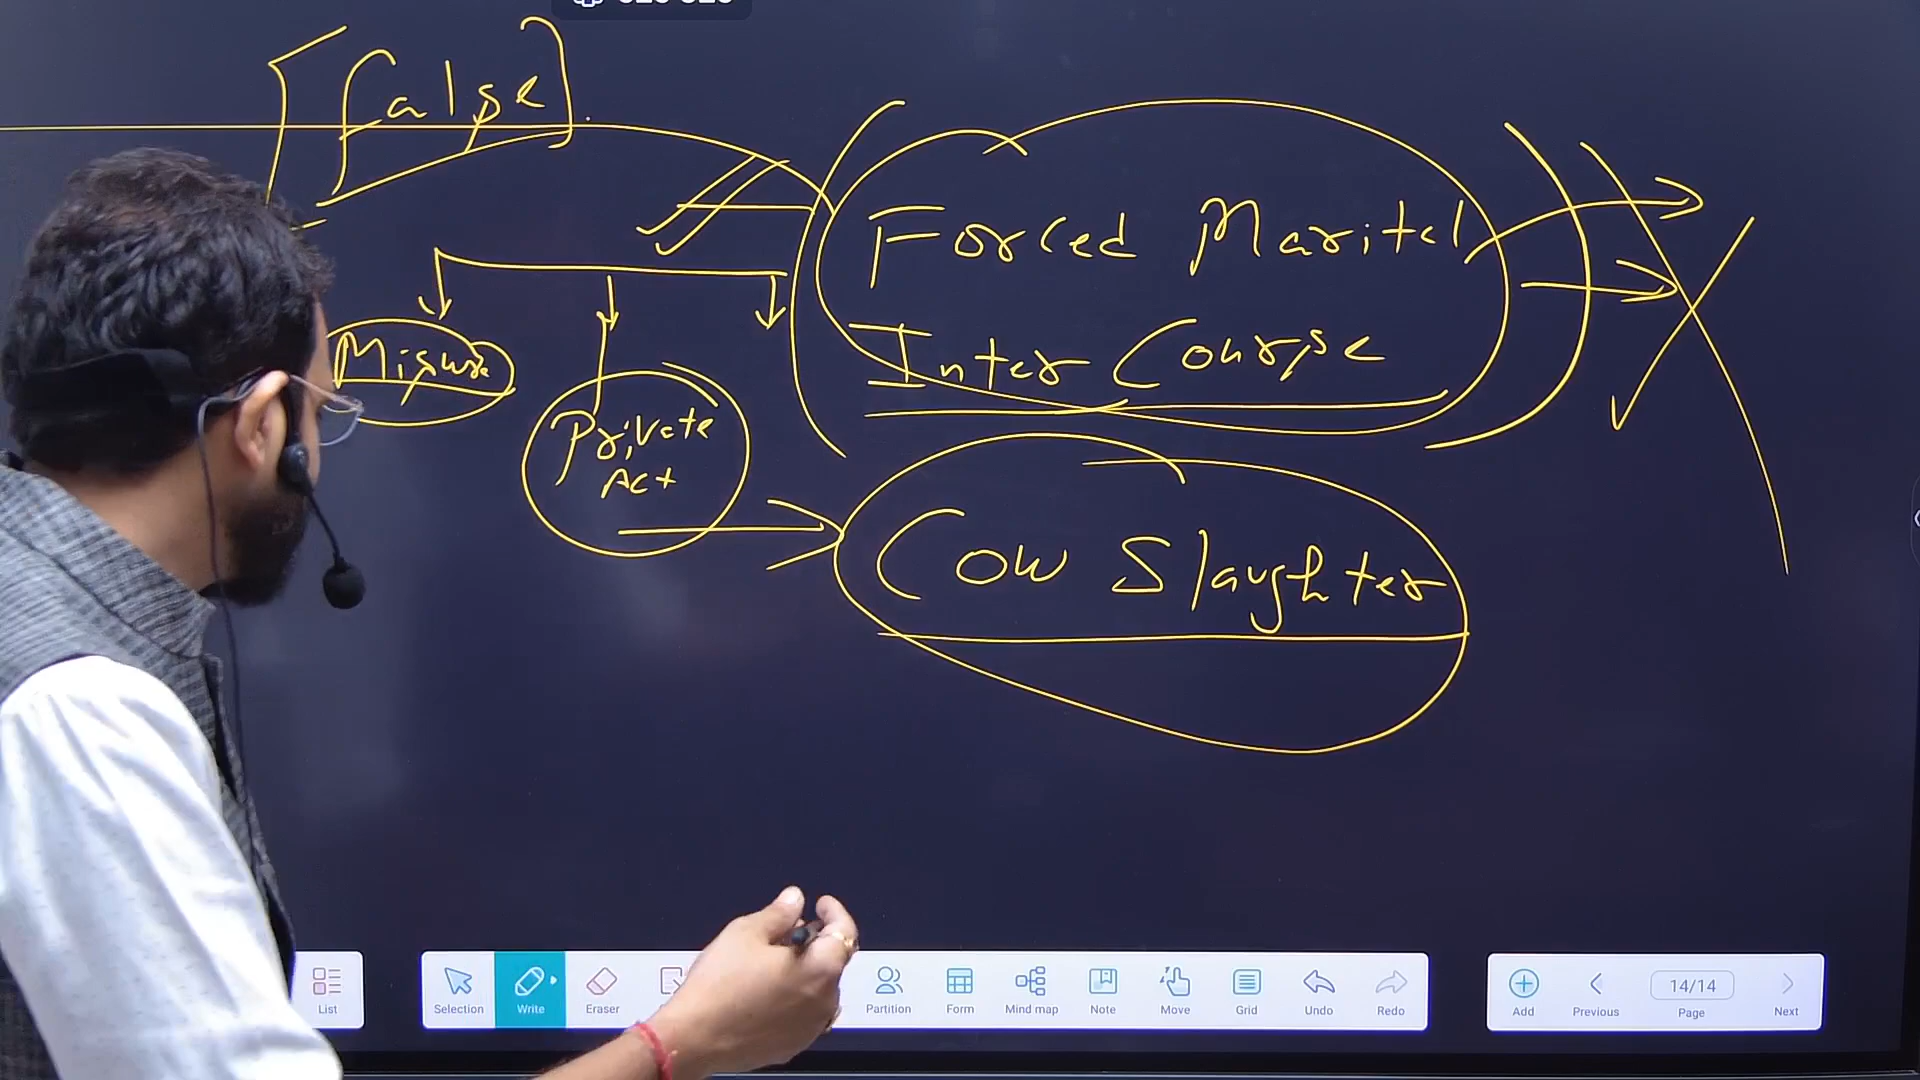 [false].
Forced Marital
Inter Course
Misuse
Private
Act
Cow Slaughter
List
Selection
Write
Eraser
Partition
Form
Mind map
Note
Move
Grid
Undo
Redo
Add
Previous
14/14
Page
Next